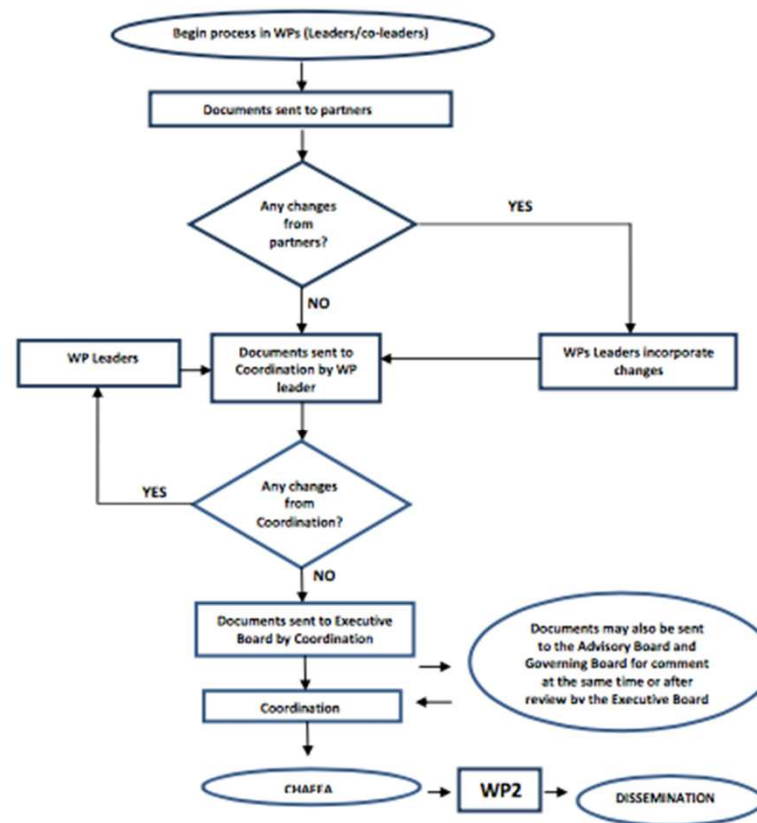 Begin process in WPs (Leaders/co-leaders)
Documents sent to partners
Any changes
from
partners?
YES
NO
WP Leaders
Documents sent to
Coordination by WP
leader
WPs Leaders incorporate
changes
YES
Any changes
from
Coordination?
NO
Documents sent to Executive
Board by Coordination
Documents may also be sent
to the Advisory Board and
Governing Board for comment
at the same time or after
review by the Executive Board
Coordination
CHAFEA
WP2
DISSEMINATION